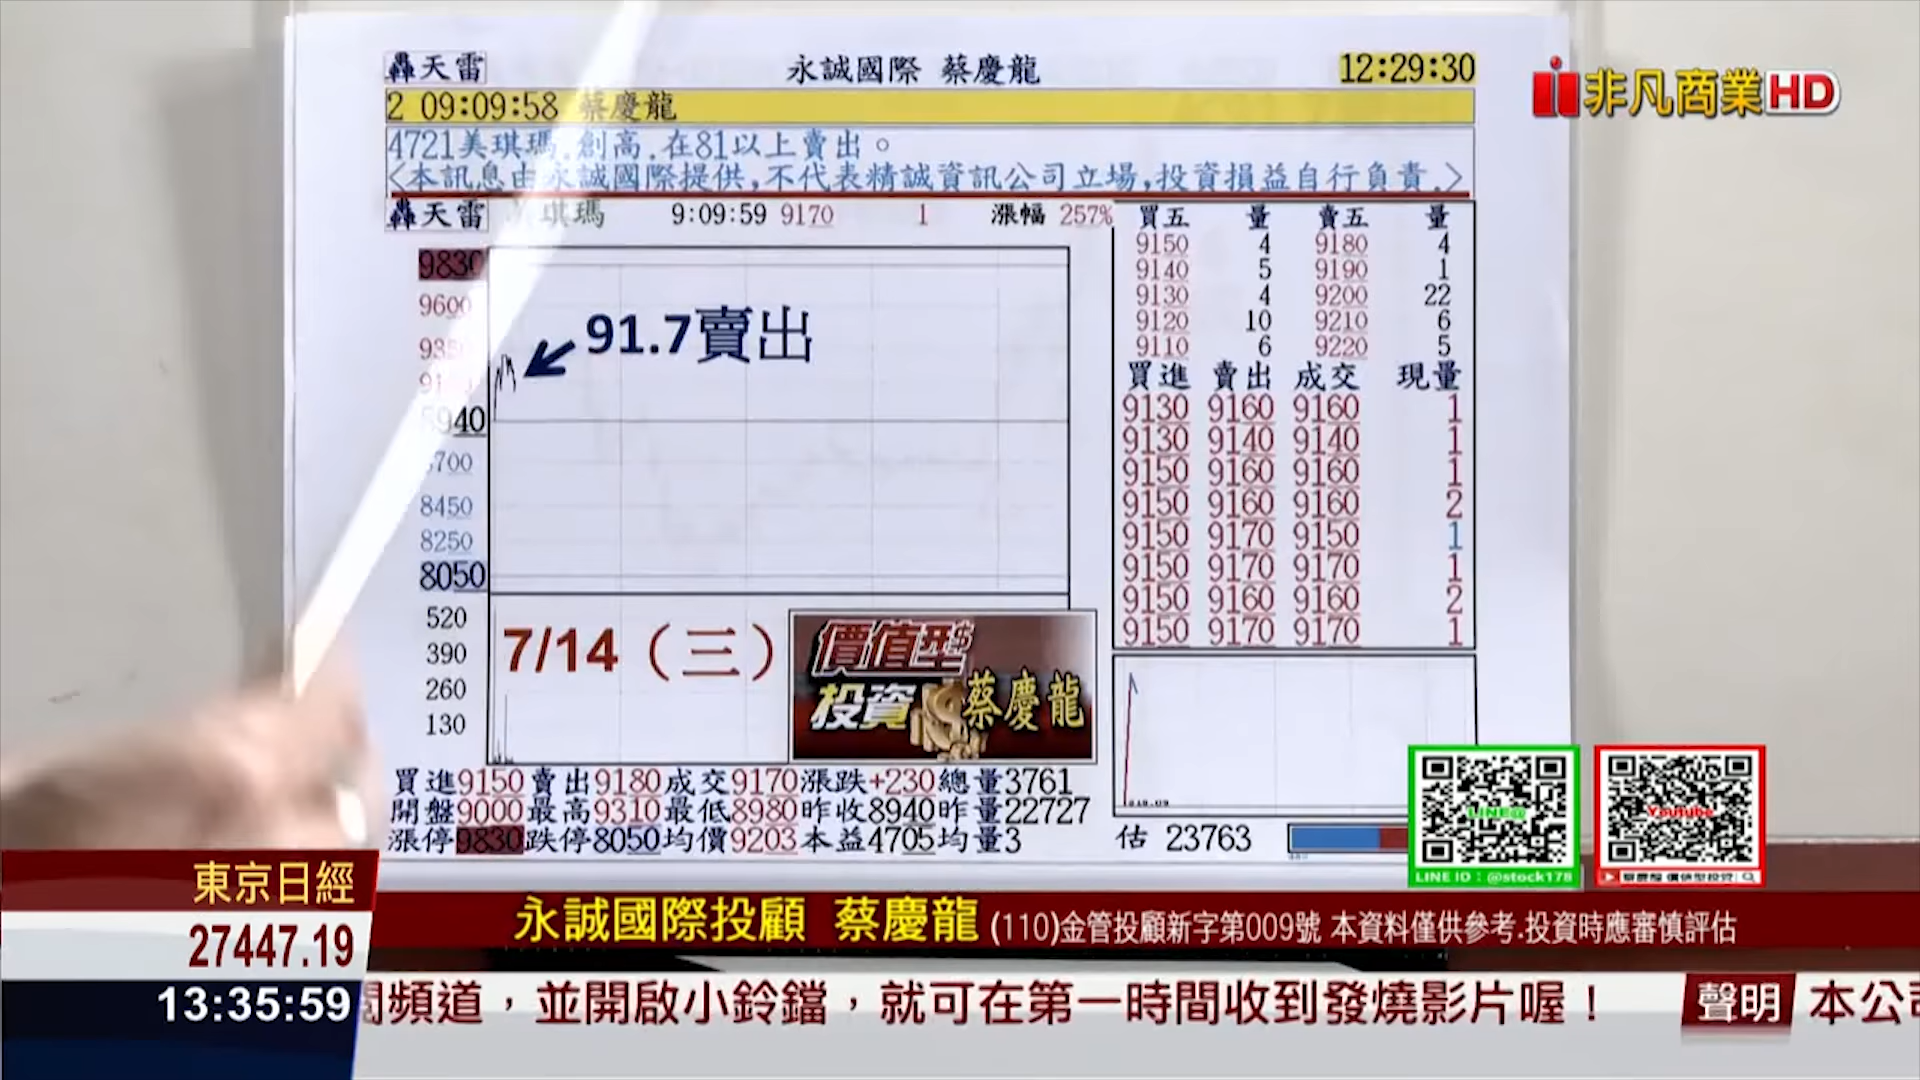 轟天雷 永誠國際 蔡慶龍 12:29:30
非凡商業HD
2 09:09:58 蔡慶龍
4721美琪瑪.創高.在81以上賣出。
<本訊息由永誠國際提供,不代表精誠資訊公司立場,投資損益自行負責.>
轟天雷 琪瑪 9:09:59 9170 1 漲幅 257%
買五 量 賣五 量
9150 4 9180 4
9140 5 9190 1
9130 4 9200 22
9120 10 9210 6
9110 6 9220 5
買進 賣出 成交 現量
9130 9160 9160 1
9130 9140 9140 1
9150 9160 9160 1
9150 9160 9160 2
9150 9170 9150 1
9150 9170 9170 1
9150 9160 9160 2
9150 9170 9170 1
9830
9600
91.7賣出
8450
8250
8050
520
390
260
130
7/14(三)
價值型
投資
蔡慶龍
買進9150賣出9180成交9170漲跌+230總量3761
開盤9000最高9310最低8980昨收8940昨量22727
漲停9830跌停8050均價9203本益4705均量3
估 23763
LINE@
LINE ID：@stock178
Youtube
東京日經
27447.19
13:35:59
永誠國際投顧 蔡慶龍 (110)金管投顧新字第009號 本資料僅供參考.投資時應審慎評估
頻道，並開啟小鈴鐺，就可在第一時間收到發燒影片喔！ 聲明 本公